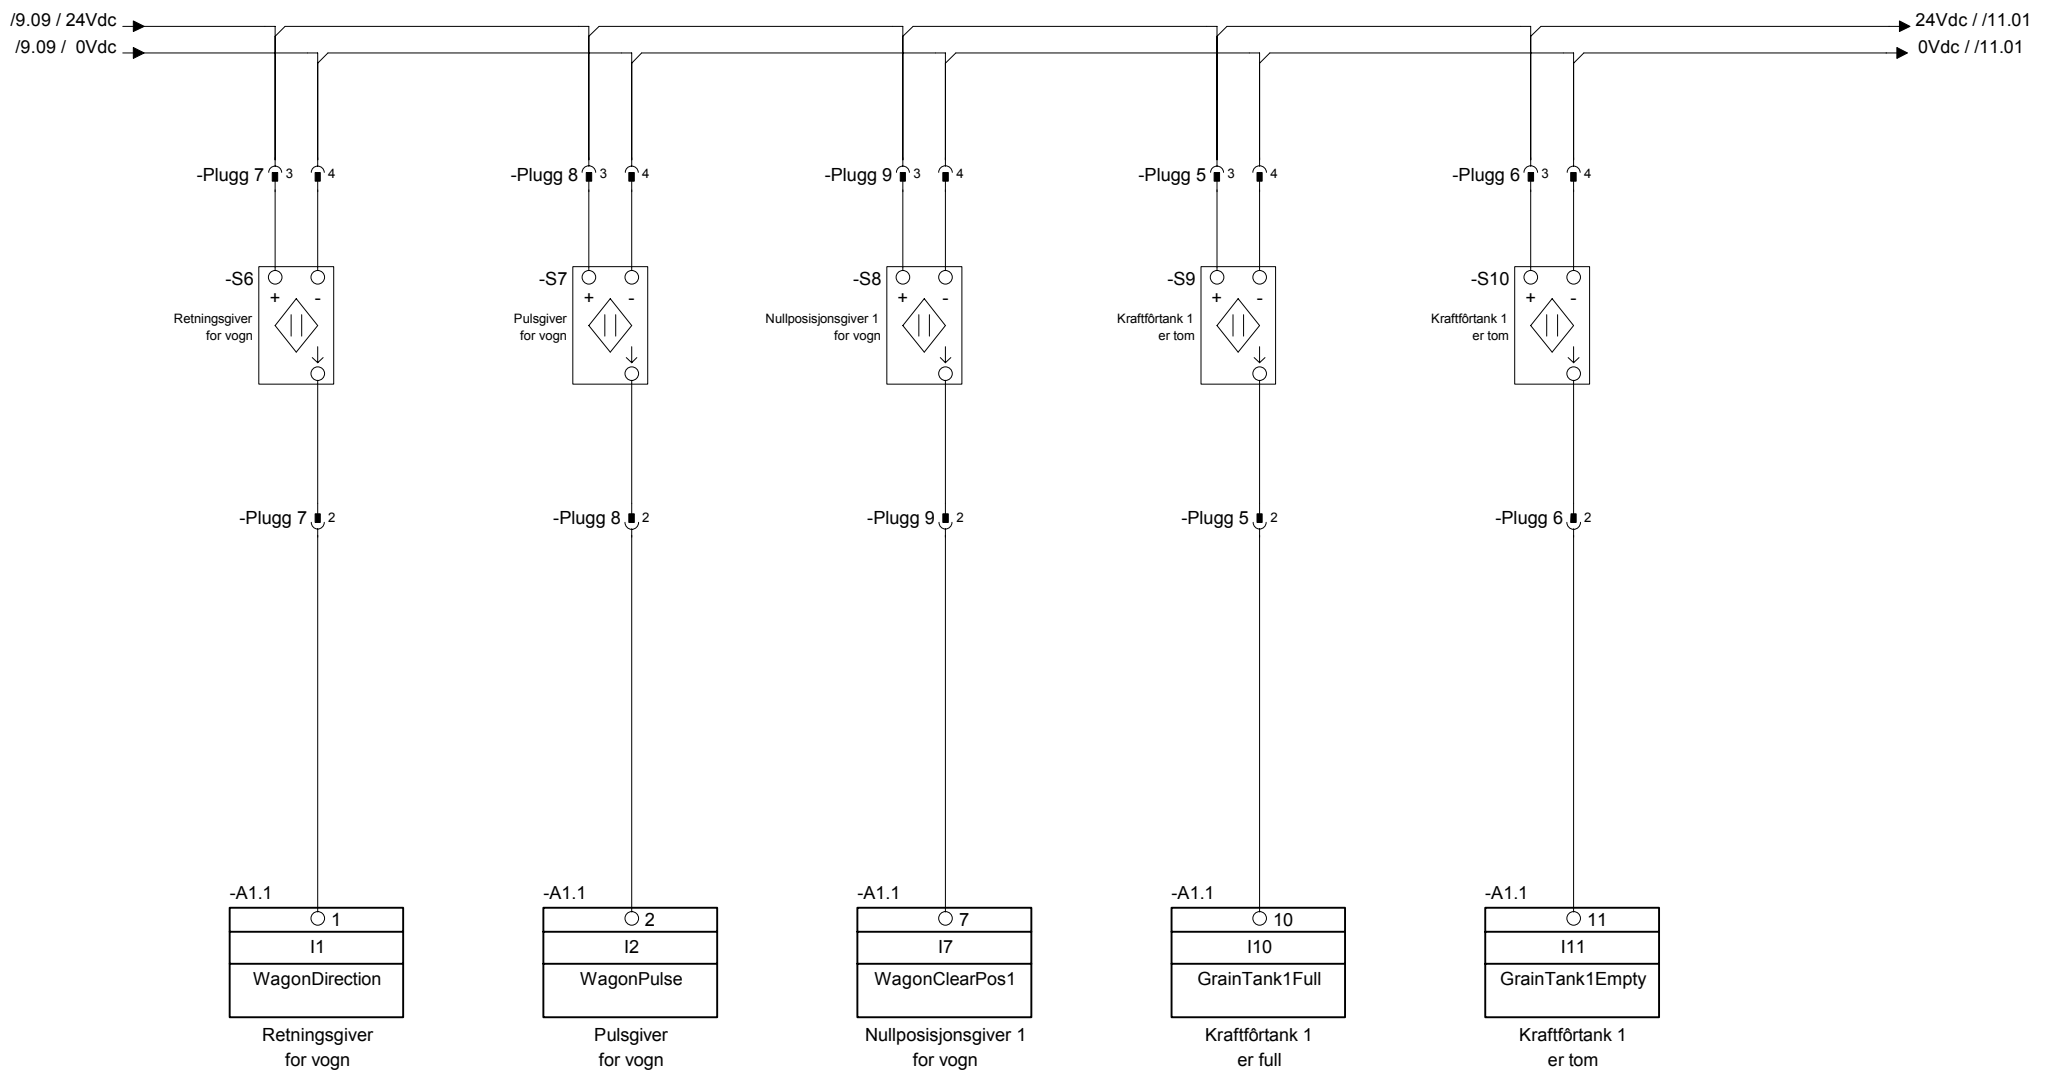 /9.09 / 24Vdc
24Vdc / /11.01
/9.09 / 0Vdc
0Vdc / /11.01
-Plugg 7 3 4
-Plugg 8 3 4
-Plugg 9 3 4
-Plugg 5 3 4
-Plugg 6 3 4
-S6
+ -
Retningsgiver
for vogn
-S7
+ -
Pulsgiver
for vogn
-S8
+ -
Nullposisjonsgiver 1
for vogn
-S9
+ -
Kraftfôrtank 1
er tom
-S10
+ -
Kraftfôrtank 1
er tom
-Plugg 7 2
-Plugg 8 2
-Plugg 9 2
-Plugg 5 2
-Plugg 6 2
-A1.1
1
I1
WagonDirection
Retningsgiver
for vogn
-A1.1
2
I2
WagonPulse
Pulsgiver
for vogn
-A1.1
7
I7
WagonClearPos1
Nullposisjonsgiver 1
for vogn
-A1.1
10
I10
GrainTank1Full
Kraftfôrtank 1
er full
-A1.1
11
I11
GrainTank1Empty
Kraftfôrtank 1
er tom